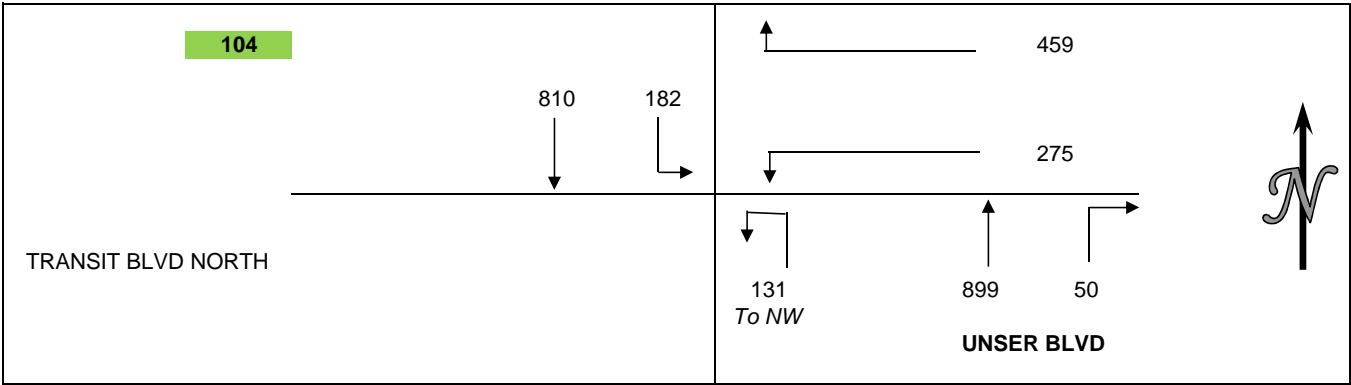 104
459
810
182
275
TRANSIT BLVD NORTH
131
To NW
899
50
UNSER BLVD
N